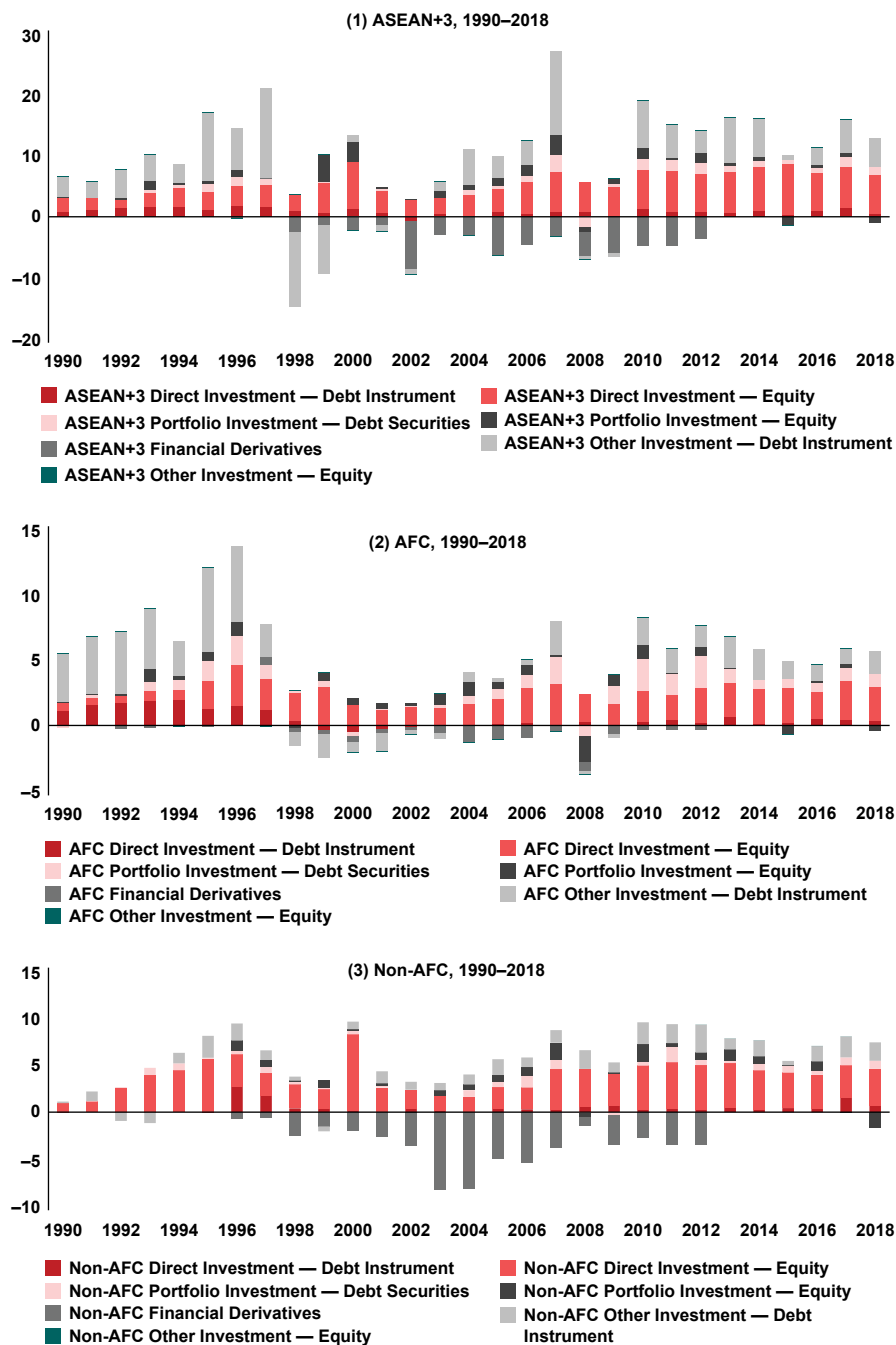 (1) ASEAN+3, 1990–2018
30
20
10
0
–10
–20
1990 1992 1994 1996 1998 2000 2002 2004 2006 2008 2010 2012 2014 2016 2018
ASEAN+3 Direct Investment — Debt Instrument
ASEAN+3 Direct Investment — Equity
ASEAN+3 Portfolio Investment — Debt Securities
ASEAN+3 Portfolio Investment — Equity
ASEAN+3 Financial Derivatives
ASEAN+3 Other Investment — Debt Instrument
ASEAN+3 Other Investment — Equity
(2) AFC, 1990–2018
15
10
5
0
–5
1990 1992 1994 1996 1998 2000 2002 2004 2006 2008 2010 2012 2014 2016 2018
AFC Direct Investment — Debt Instrument
AFC Direct Investment — Equity
AFC Portfolio Investment — Debt Securities
AFC Portfolio Investment — Equity
AFC Financial Derivatives
AFC Other Investment — Debt Instrument
AFC Other Investment — Equity
(3) Non-AFC, 1990–2018
15
10
5
0
–5
–10
1990 1992 1994 1996 1998 2000 2002 2004 2006 2008 2010 2012 2014 2016 2018
Non-AFC Direct Investment — Debt Instrument
Non-AFC Direct Investment — Equity
Non-AFC Portfolio Investment — Debt Securities
Non-AFC Portfolio Investment — Equity
Non-AFC Financial Derivatives
Non-AFC Other Investment — Debt
Instrument
Non-AFC Other Investment — Equity